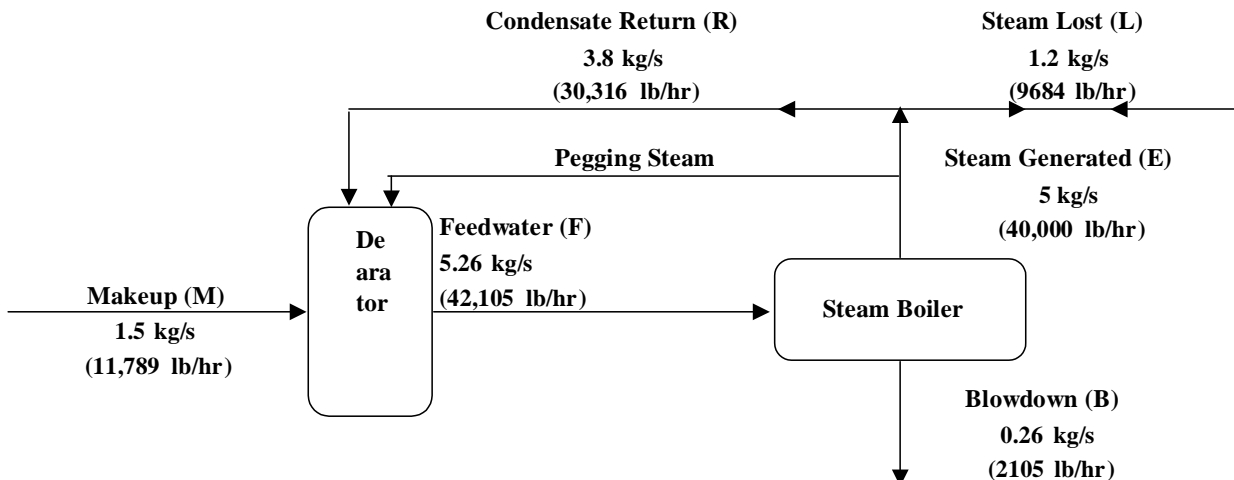 Condensate Return (R)
3.8 kg/s
(30,316 lb/hr)
Steam Lost (L)
1.2 kg/s
(9684 lb/hr)
Pegging Steam
Steam Generated (E)
5 kg/s
(40,000 lb/hr)
De
ara
tor
Feedwater (F)
5.26 kg/s
(42,105 lb/hr)
Makeup (M)
1.5 kg/s
(11,789 lb/hr)
Steam Boiler
Blowdown (B)
0.26 kg/s
(2105 lb/hr)